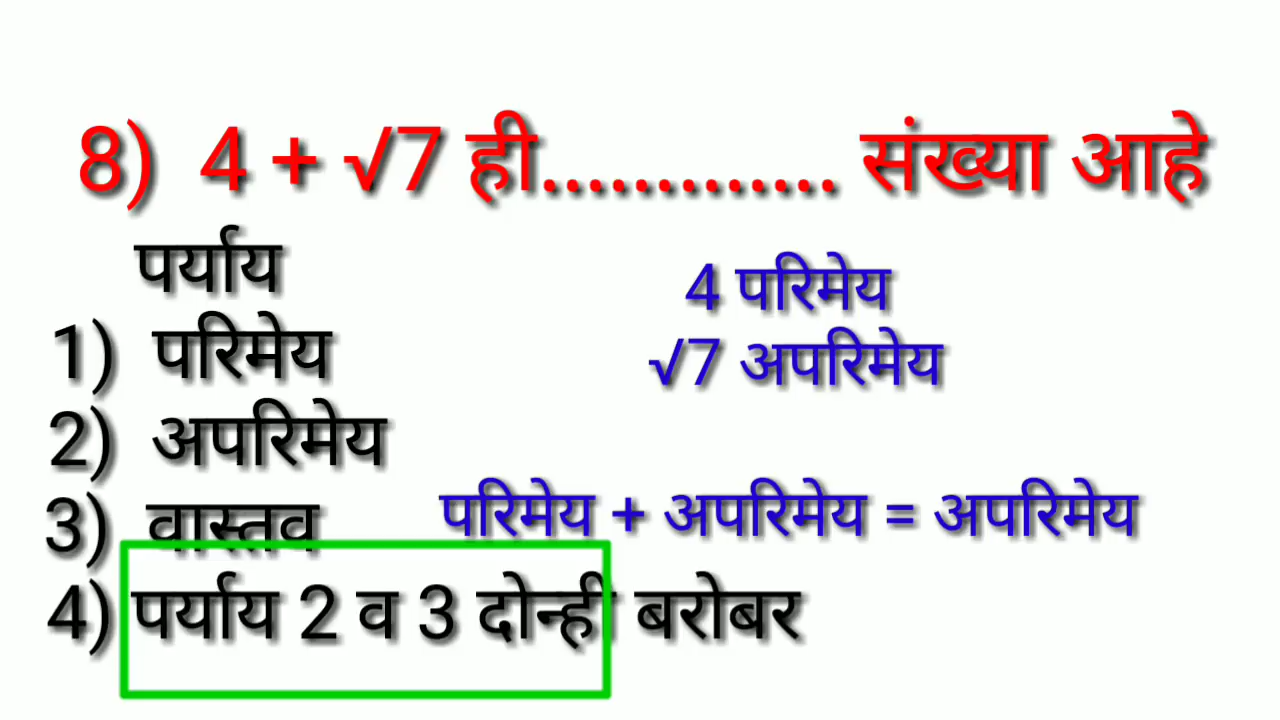 8) 4 + √7 ही............. संख्या आहे
पर्याय
1) परिमेय
2) अपरिमेय
3) वास्तव
4) पर्याय 2 व 3 दोन्ही बरोबर
4 परिमेय
√7 अपरिमेय
परिमेय + अपरिमेय = अपरिमेय